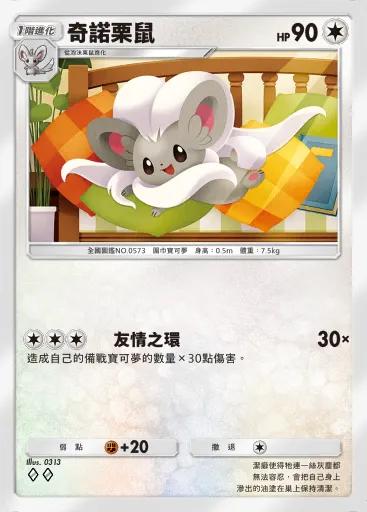 1階進化
奇諾栗鼠
HP 90
從泡沫栗鼠進化
全國圖鑑NO.0573 圍巾寶可夢 身高:0.5m 體重:7.5kg
友情之環 30×
造成自己的備戰寶可夢的數量×30點傷害。
弱點 +20 撤退
Illus. 0313
潔癖使得牠連一絲灰塵都
無法容忍,會把自己身上
滲出的油塗在巢上保持清潔。